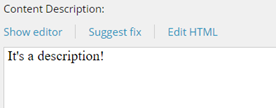 Content Description:
Show editor Suggest fix Edit HTML
It's a description!